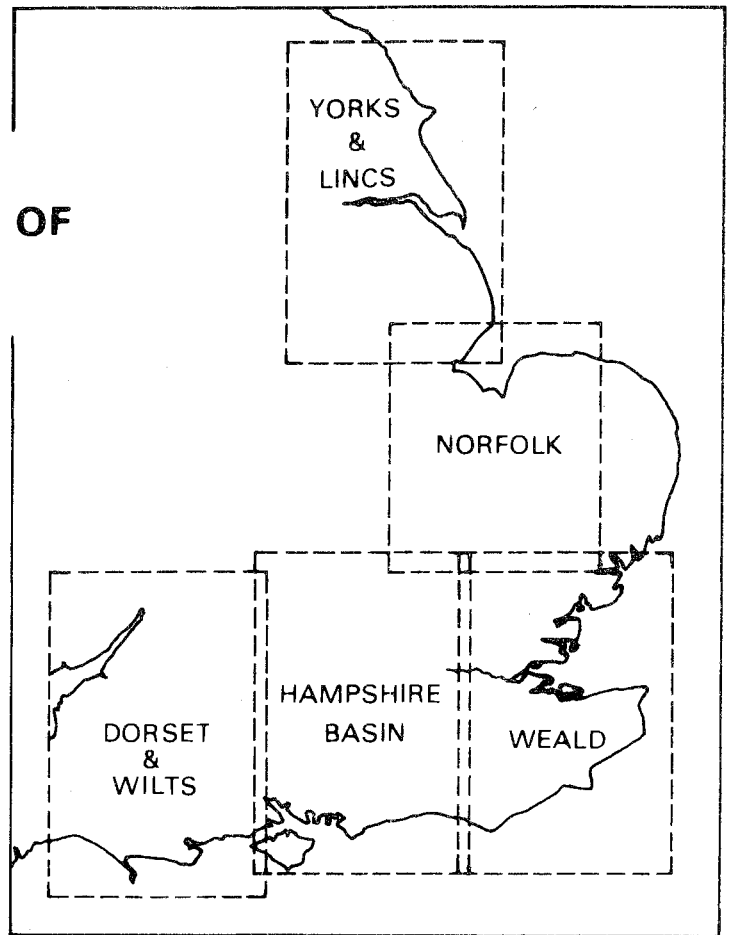 YORKS
&
LINCS
OF
NORFOLK
HAMPSHIRE
BASIN
DORSET
&
WILTS
WEALD